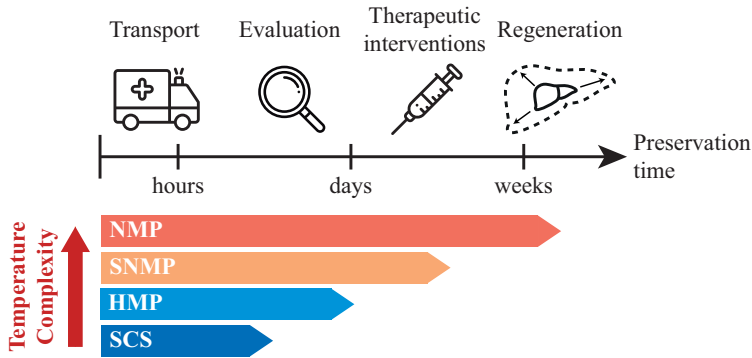 Transport
Evaluation
Therapeutic
interventions
Regeneration
Preservation
time
hours
days
weeks
Temperature
Complexity
NMP
SNMP
HMP
SCS